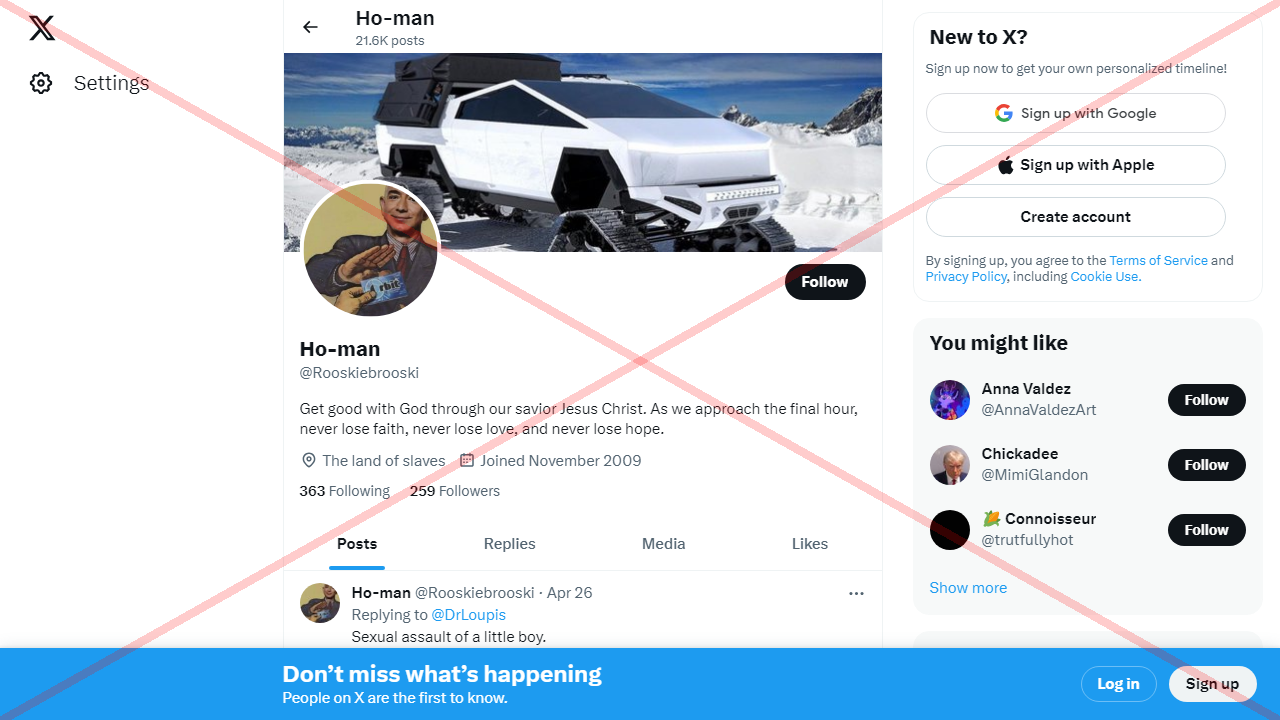 Ho-man
21.6K posts
Settings
rbit
Follow
Ho-man
@Rooskiebrooski
Get good with God through our savior Jesus Christ. As we approach the final hour,
never lose faith, never lose love, and never lose hope.
The land of slaves Joined November 2009
363 Following 259 Followers
Posts Replies Media Likes
Ho-man @Rooskiebrooski · Apr 26
Replying to @DrLoupis
Sexual assault of a little boy.
New to X?
Sign up now to get your own personalized timeline!
Sign up with Google
Sign up with Apple
Create account
By signing up, you agree to the Terms of Service and
Privacy Policy, including Cookie Use.
You might like
Anna Valdez
@AnnaValdezArt
Follow
Chickadee
@MimiGlandon
Follow
🌽 Connoisseur
@trutfullyhot
Follow
Show more
Don’t miss what’s happening
People on X are the first to know.
Log in
Sign up